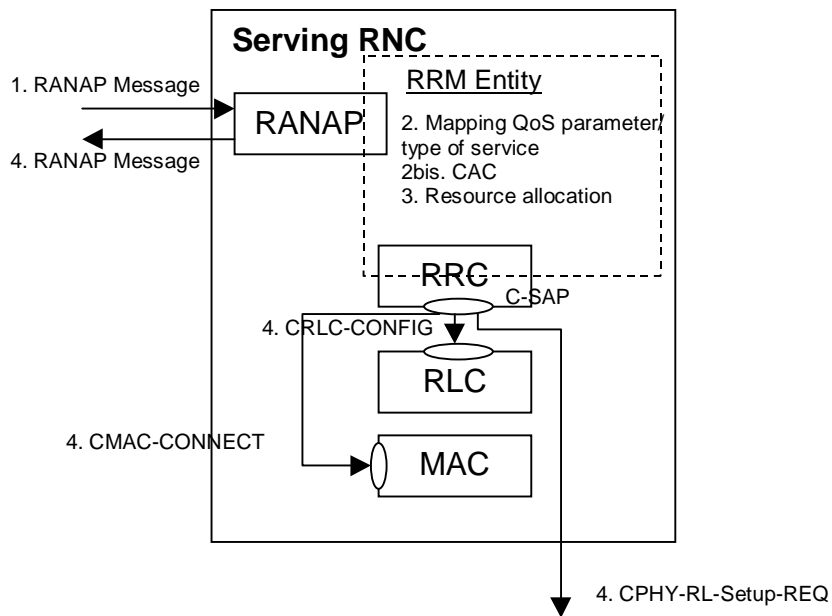 Serving RNC
1. RANAP Message
RRM Entity
RANAP
2. Mapping QoS parameter/
type of service
2bis. CAC
3. Resource allocation
4. RANAP Message
RRC
C-SAP
4. CRLC-CONFIG
RLC
4. CMAC-CONNECT
MAC
4. CPHY-RL-Setup-REQ